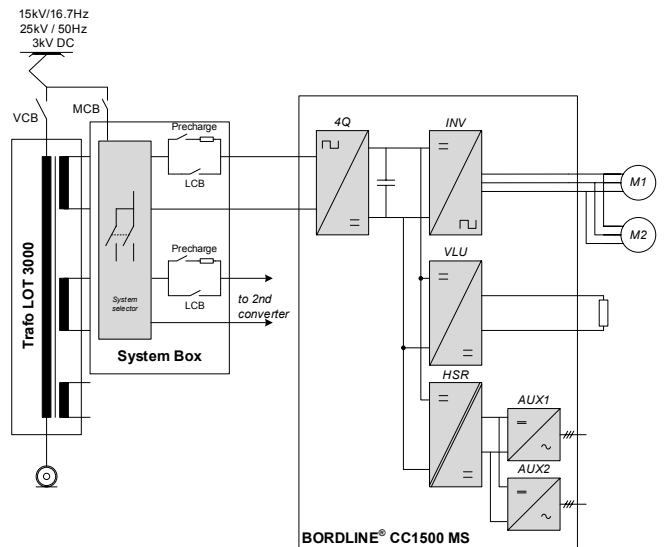 15kV/16.7Hz
25kV / 50Hz
3kV DC
VCB
MCB
Trafo LOT 3000
Precharge
LCB
Precharge
LCB
System
selector
to 2nd
converter
System Box
4Q
INV
M1
M2
VLU
HSR
AUX1
AUX2
BORDLINE® CC1500 MS